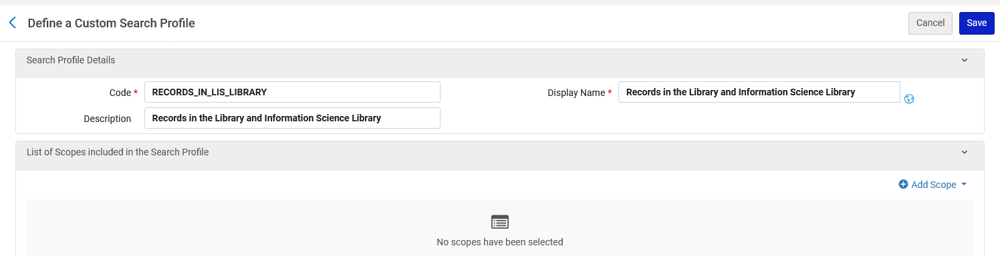 Define a Custom Search Profile
Cancel
Save
Search Profile Details
Code *
RECORDS_IN_LIS_LIBRARY
Display Name *
Records in the Library and Information Science Library
Description
Records in the Library and Information Science Library
List of Scopes included in the Search Profile
Add Scope
No scopes have been selected